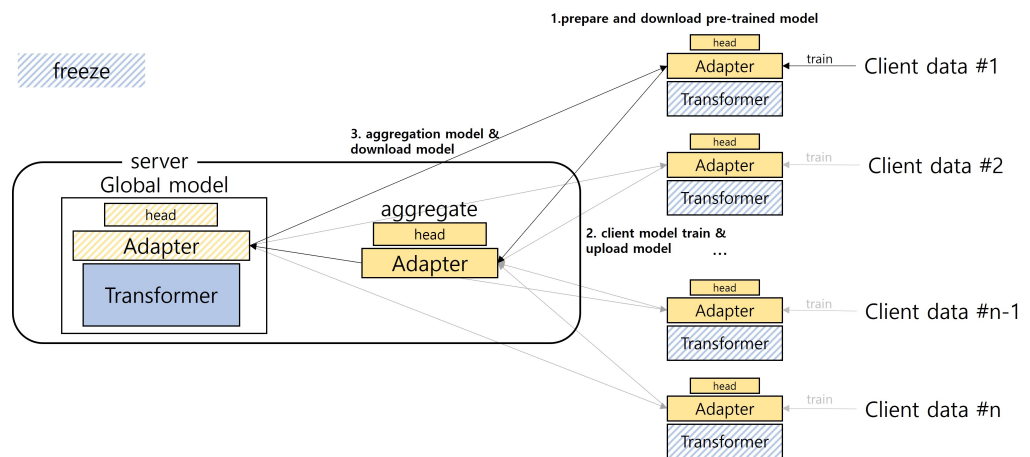 1.prepare and download pre-trained model
freeze
head
Adapter
Transformer
train
Client data #1
3. aggregation model &
download model
server
Global model
head
Adapter
Transformer
aggregate
head
Adapter
head
Adapter
Transformer
train
Client data #2
2. client model train &
upload model
...
head
Adapter
Transformer
train
Client data #n-1
head
Adapter
Transformer
train
Client data #n